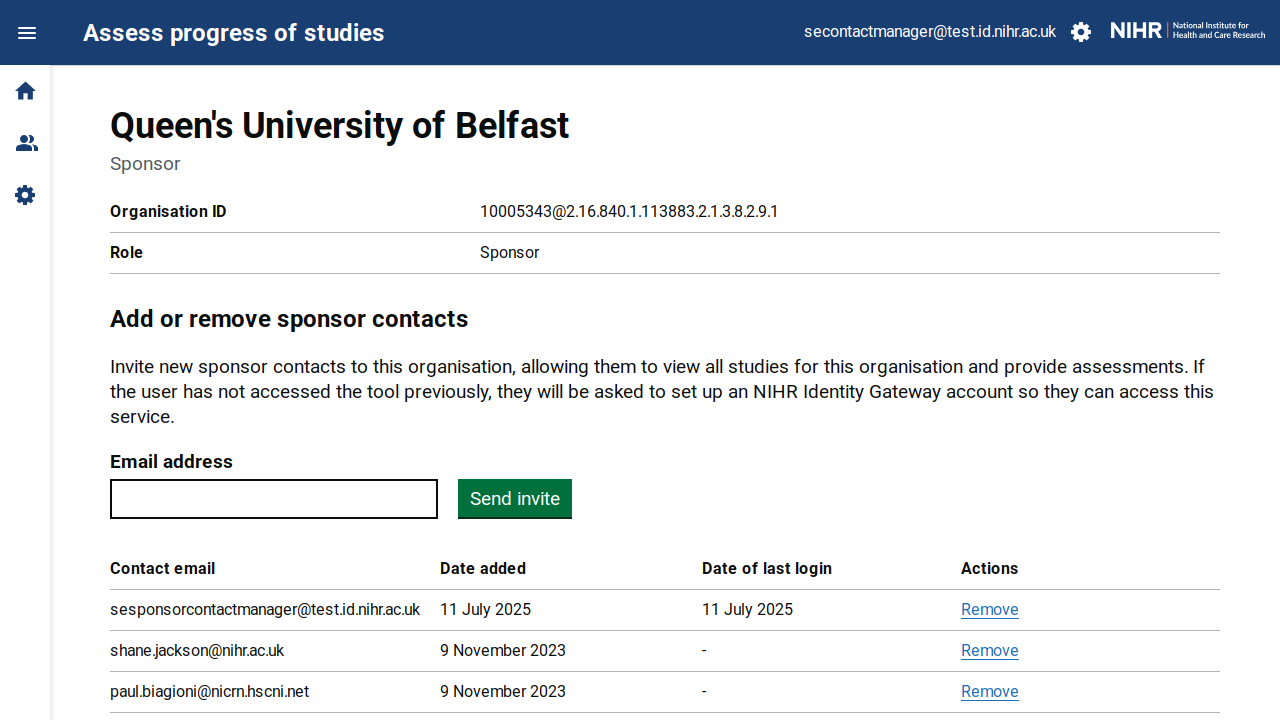 Assess progress of studies
secontactmanager@test.id.nihr.ac.uk
NIHR | National Institute for
Health and Care Research
Queen's University of Belfast
Sponsor
Organisation ID 10005343@2.16.840.1.113883.2.1.3.8.2.9.1
Role Sponsor
Add or remove sponsor contacts
Invite new sponsor contacts to this organisation, allowing them to view all studies for this organisation and provide assessments. If
the user has not accessed the tool previously, they will be asked to set up an NIHR Identity Gateway account so they can access this
service.
Email address
Send invite
Contact email Date added Date of last login Actions
sesponsorcontactmanager@test.id.nihr.ac.uk 11 July 2025 11 July 2025 Remove
shane.jackson@nihr.ac.uk 9 November 2023 - Remove
paul.biagioni@nicrn.hscni.net 9 November 2023 - Remove